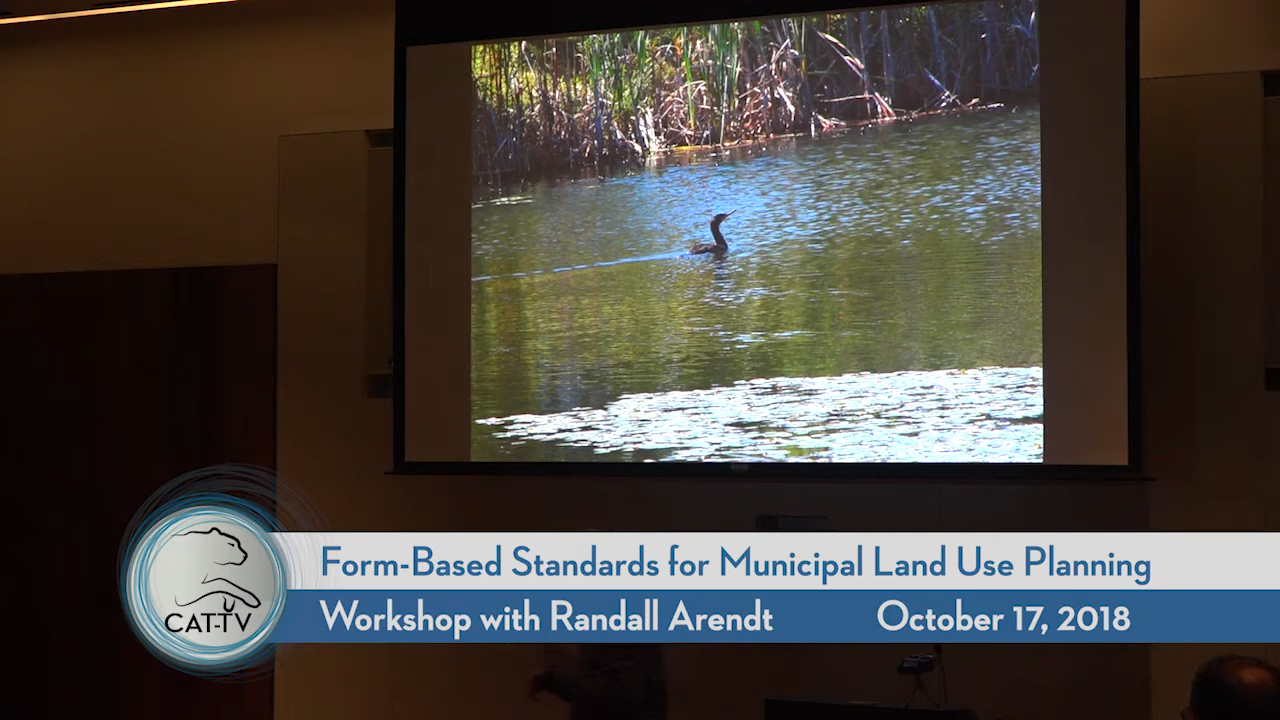 Form-Based Standards for Municipal Land Use Planning
Workshop with Randall Arendt October 17, 2018
CAT-TV